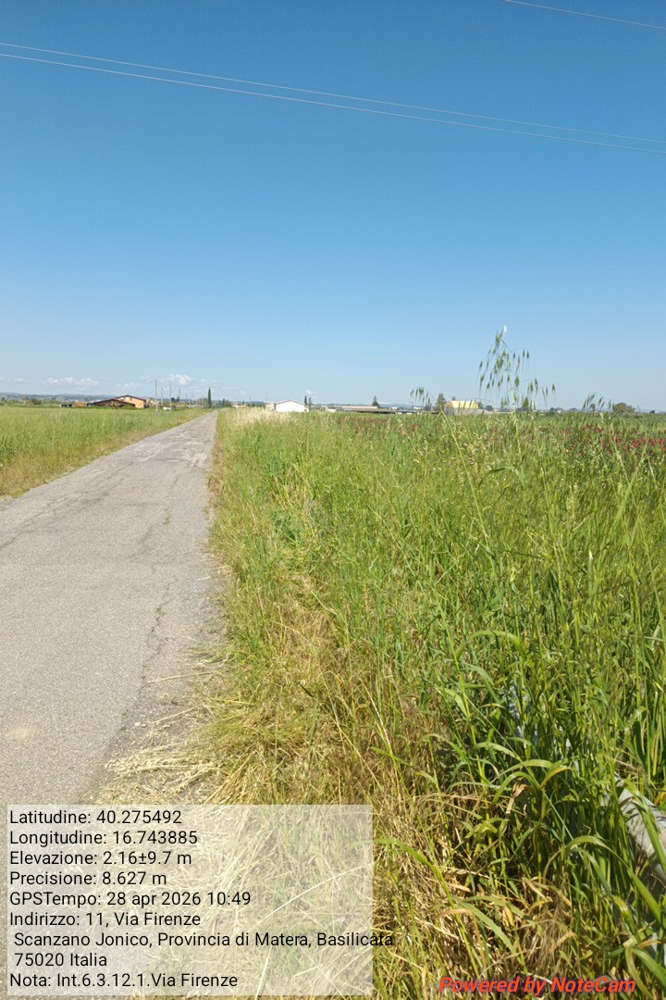 Latitudine: 40.275492
Longitudine: 16.743885
Elevazione: 2.16±9.7 m
Precisione: 8.627 m
GPSTempo: 28 apr 2026 10:49
Indirizzo: 11, Via Firenze
Scanzano Jonico, Provincia di Matera, Basilicata
75020 Italia
Nota: Int.6.3.12.1.Via Firenze
Powered by NoteCam